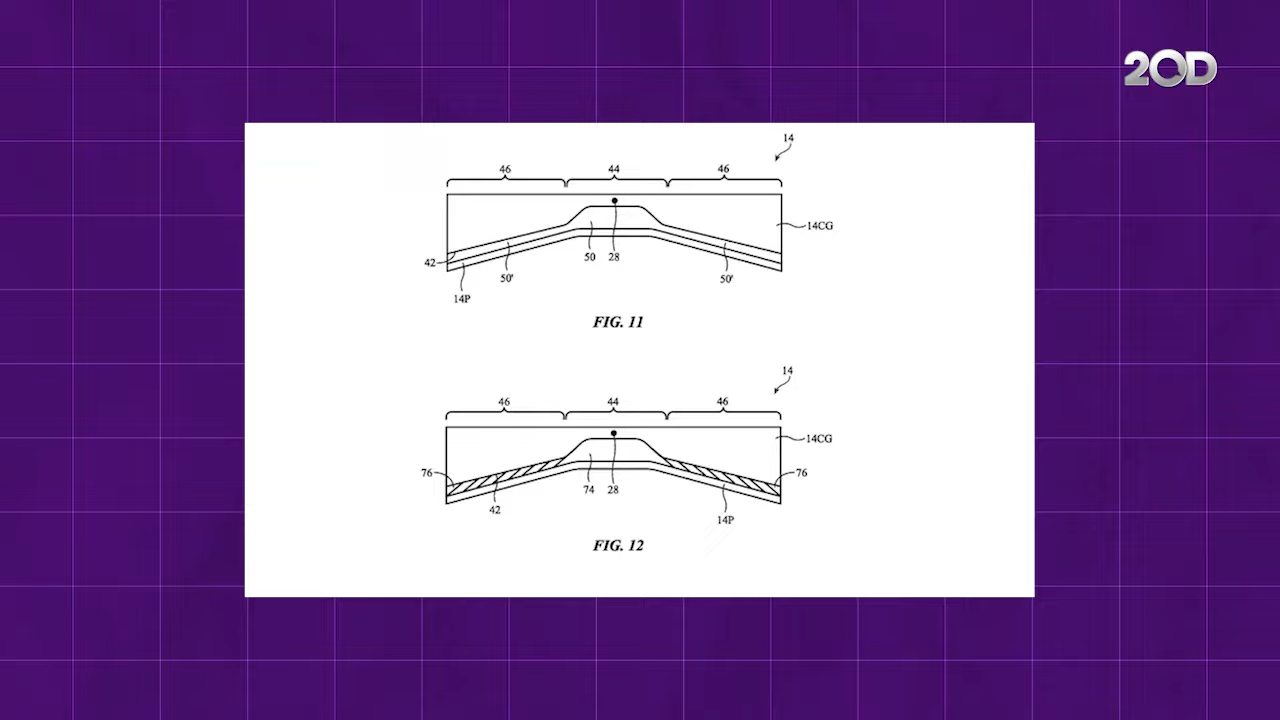 2OD
14
46 44 46
14CG
42
50' 50 28 50'
14P
FIG. 11
14
46 44 46
14CG
76 76
42 74 28 14P
FIG. 12